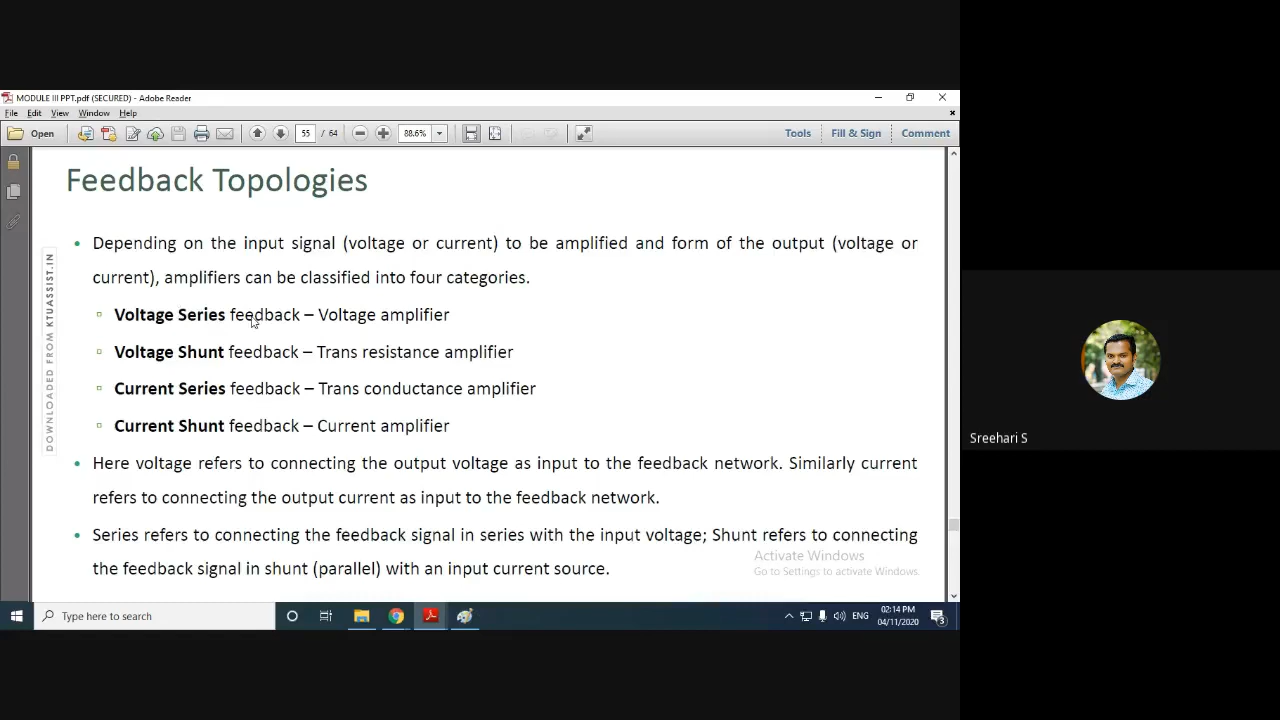 MODULE III PPT.pdf (SECURED) - Adobe Reader
File Edit View Window Help
Open 55 / 64 88.6% Tools Fill & Sign Comment
Feedback Topologies
• Depending on the input signal (voltage or current) to be amplified and form of the output (voltage or
current), amplifiers can be classified into four categories.
Voltage Series feedback – Voltage amplifier
Voltage Shunt feedback – Trans resistance amplifier
Current Series feedback – Trans conductance amplifier
Current Shunt feedback – Current amplifier
• Here voltage refers to connecting the output voltage as input to the feedback network. Similarly current
refers to connecting the output current as input to the feedback network.
• Series refers to connecting the feedback signal in series with the input voltage; Shunt refers to connecting
the feedback signal in shunt (parallel) with an input current source.
DOWNLOADED FROM KTUASSIST.IN
Activate Windows
Go to Settings to activate Windows.
Type here to search
ENG
02:14 PM
04/11/2020
3
Sreehari S